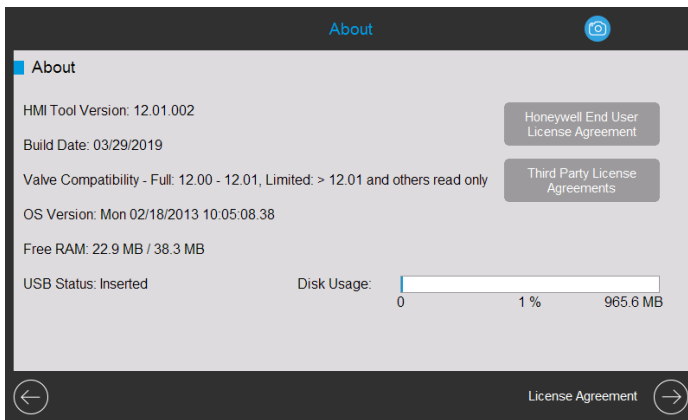 About
About
HMI Tool Version: 12.01.002
Honeywell End User
License Agreement
Build Date: 03/29/2019
Valve Compatibility - Full: 12.00 - 12.01, Limited: > 12.01 and others read only
Third Party License
Agreements
OS Version: Mon 02/18/2013 10:05:08.38
Free RAM: 22.9 MB / 38.3 MB
USB Status: Inserted
Disk Usage:
0 1 % 965.6 MB
License Agreement